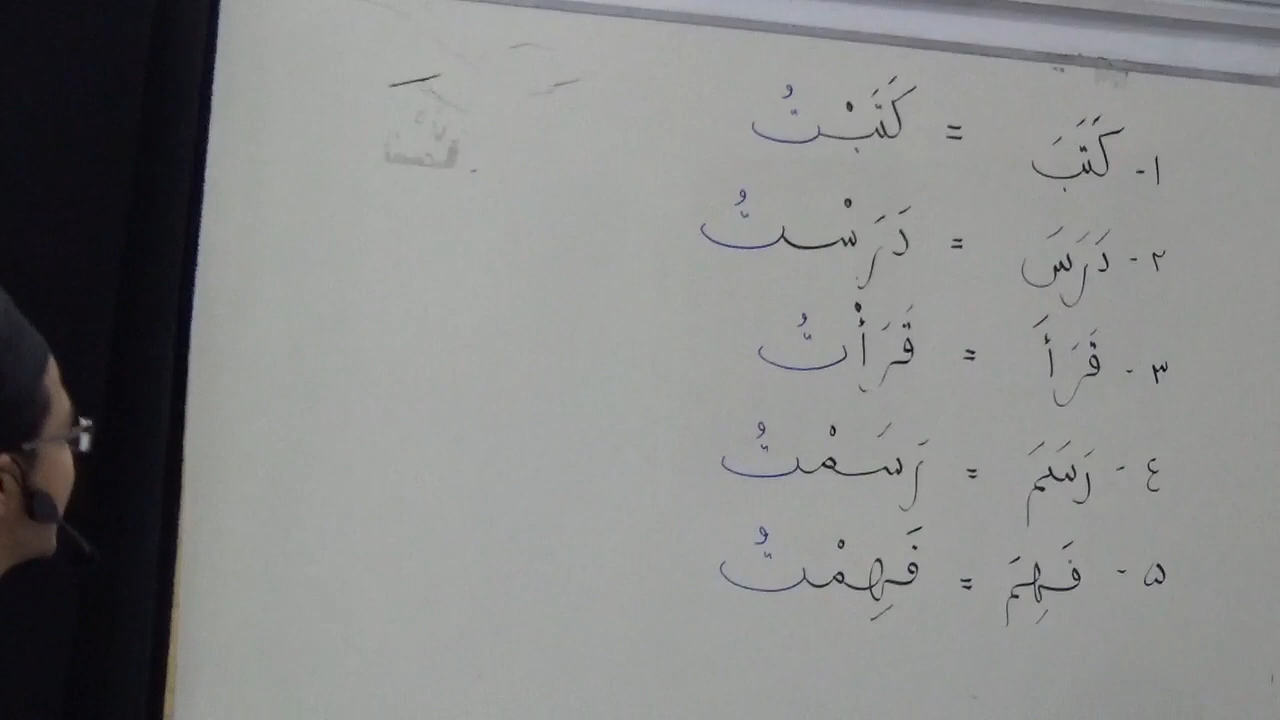 ١- كَتَبَ = كَتَبْتُ
٢- دَرَسَ = دَرَسْتُ
٣- قَرَأَ = قَرَأْتُ
٤- رَسَمَ = رَسَمْتُ
٥- فَهِمَ = فَهِمْتُ